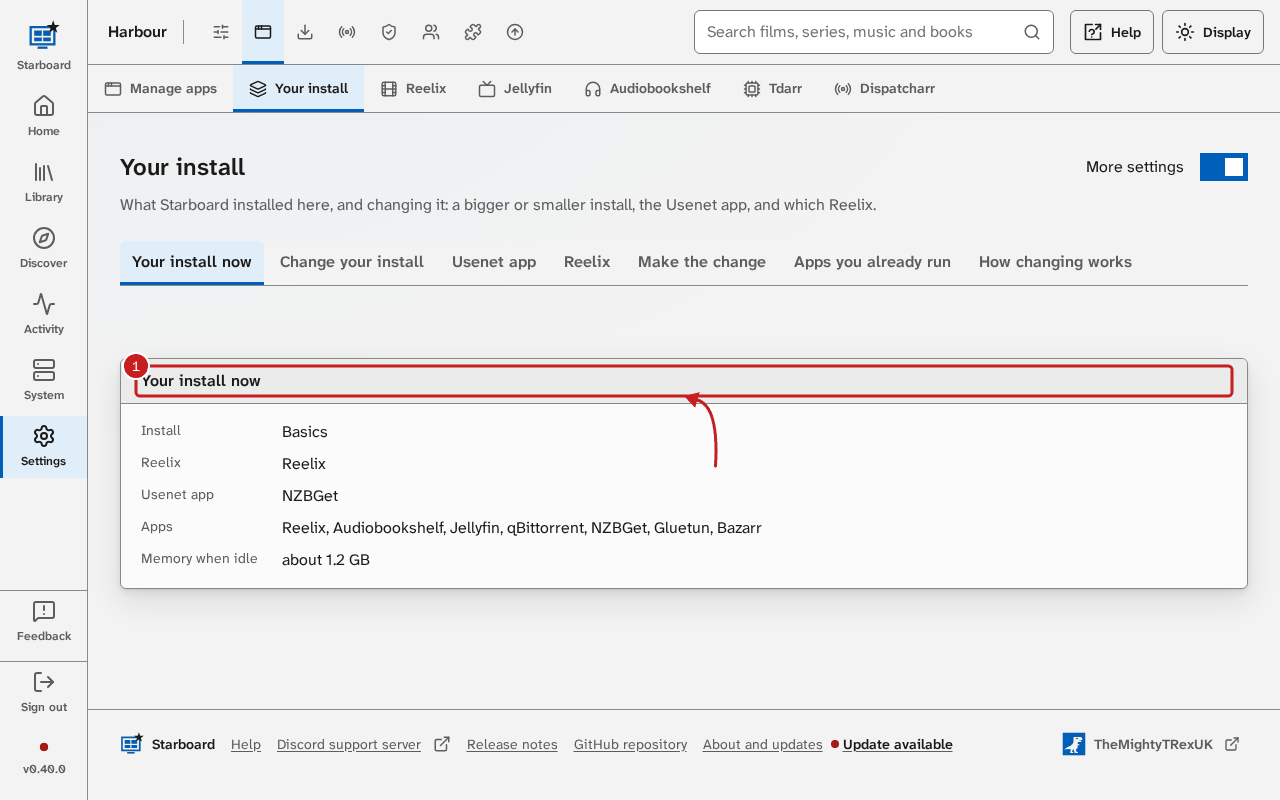 Starboard
Home
Library
Discover
Activity
System
Settings
Feedback
Sign out
v0.40.0
Harbour
Search films, series, music and books
Help
Display
Manage apps
Your install
Reelix
Jellyfin
Audiobookshelf
Tdarr
Dispatcharr
Your install
More settings
What Starboard installed here, and changing it: a bigger or smaller install, the Usenet app, and which Reelix.
Your install now
Change your install
Usenet app
Reelix
Make the change
Apps you already run
How changing works
1
Your install now
Install Basics
Reelix Reelix
Usenet app NZBGet
Apps Reelix, Audiobookshelf, Jellyfin, qBittorrent, NZBGet, Gluetun, Bazarr
Memory when idle about 1.2 GB
Starboard
Help
Discord support server
Release notes
GitHub repository
About and updates
Update available
TheMightyTRexUK